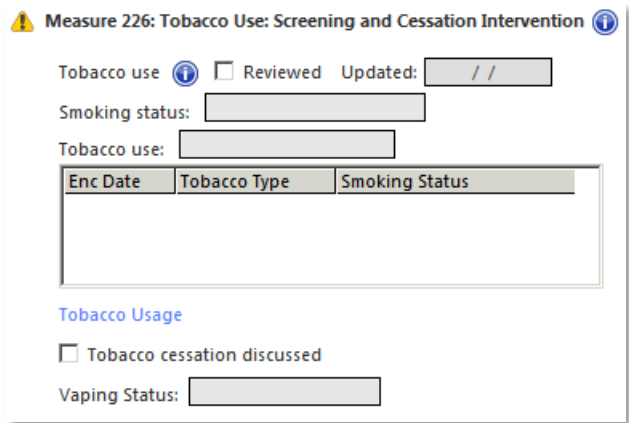 Measure 226: Tobacco Use: Screening and Cessation Intervention
Tobacco use Reviewed Updated: / /
Smoking status:
Tobacco use:
Enc Date Tobacco Type Smoking Status
Tobacco Usage
Tobacco cessation discussed
Vaping Status: